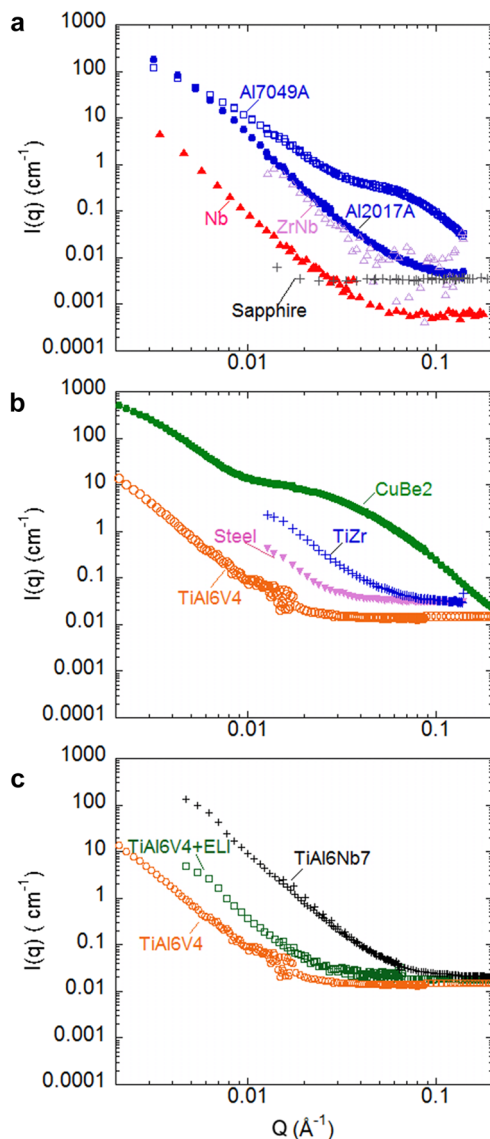 a
1000
100
10
1
0.1
0.01
0.001
0.0001
I(q) (cm⁻¹)
Al7049A
Nb
ZrNb
Al2017A
Sapphire
0.01
0.1
b
1000
100
10
1
0.1
0.01
0.001
0.0001
I(q) (cm⁻¹)
CuBe2
TiZr
Steel
TiAl6V4
0.01
0.1
c
1000
100
10
1
0.1
0.01
0.001
0.0001
I(q) ( cm⁻¹)
TiAl6V4+ELI
TiAl6Nb7
TiAl6V4
0.01
0.1
Q (Å⁻¹)